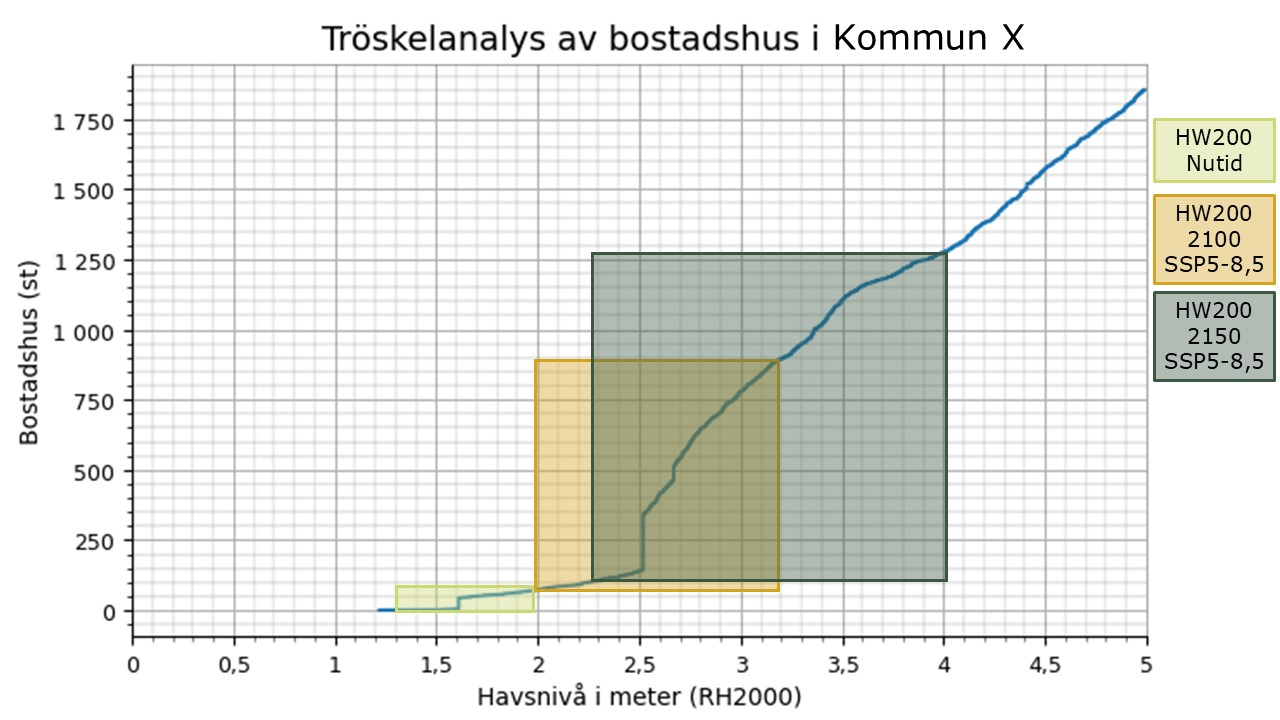 Tröskelanalys av bostadshus i Kommun X
Bostadshus (st)
1 750
1 500
1 250
1 000
750
500
250
0
0 0,5 1 1,5 2 2,5 3 3,5 4 4,5 5
Havsnivå i meter (RH2000)
HW200
Nutid
HW200
2100
SSP5-8,5
HW200
2150
SSP5-8,5